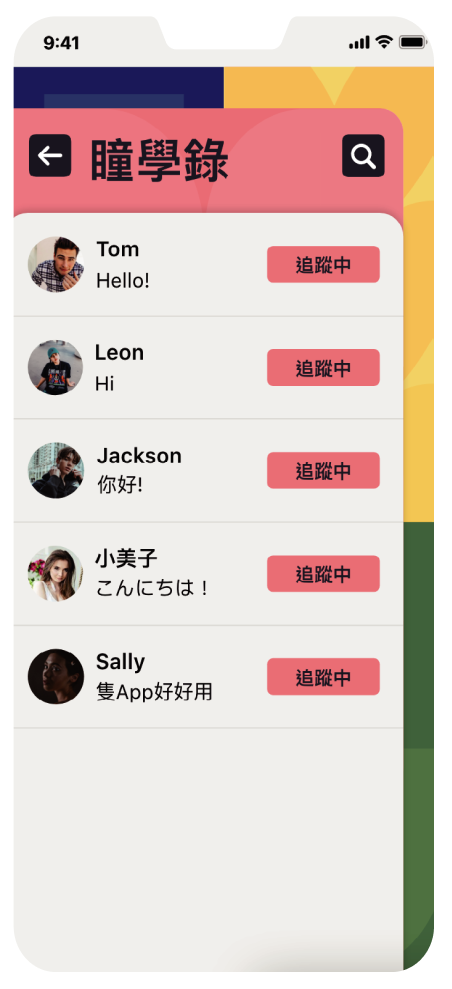 9:41
瞳學錄
Tom
Hello!
追蹤中
Leon
Hi
追蹤中
Jackson
你好!
追蹤中
小美子
こんにちは！
追蹤中
Sally
隻App好好用
追蹤中